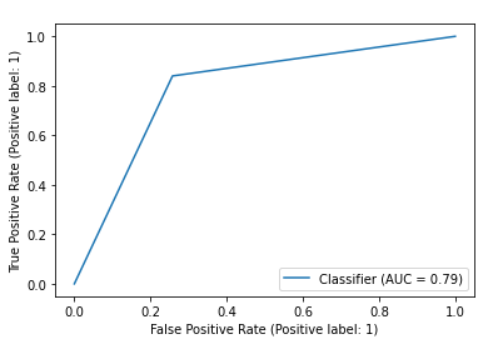 1.0
0.8
0.6
0.4
0.2
0.0
True Positive Rate (Positive label: 1)
Classifier (AUC = 0.79)
0.0 0.2 0.4 0.6 0.8 1.0
False Positive Rate (Positive label: 1)